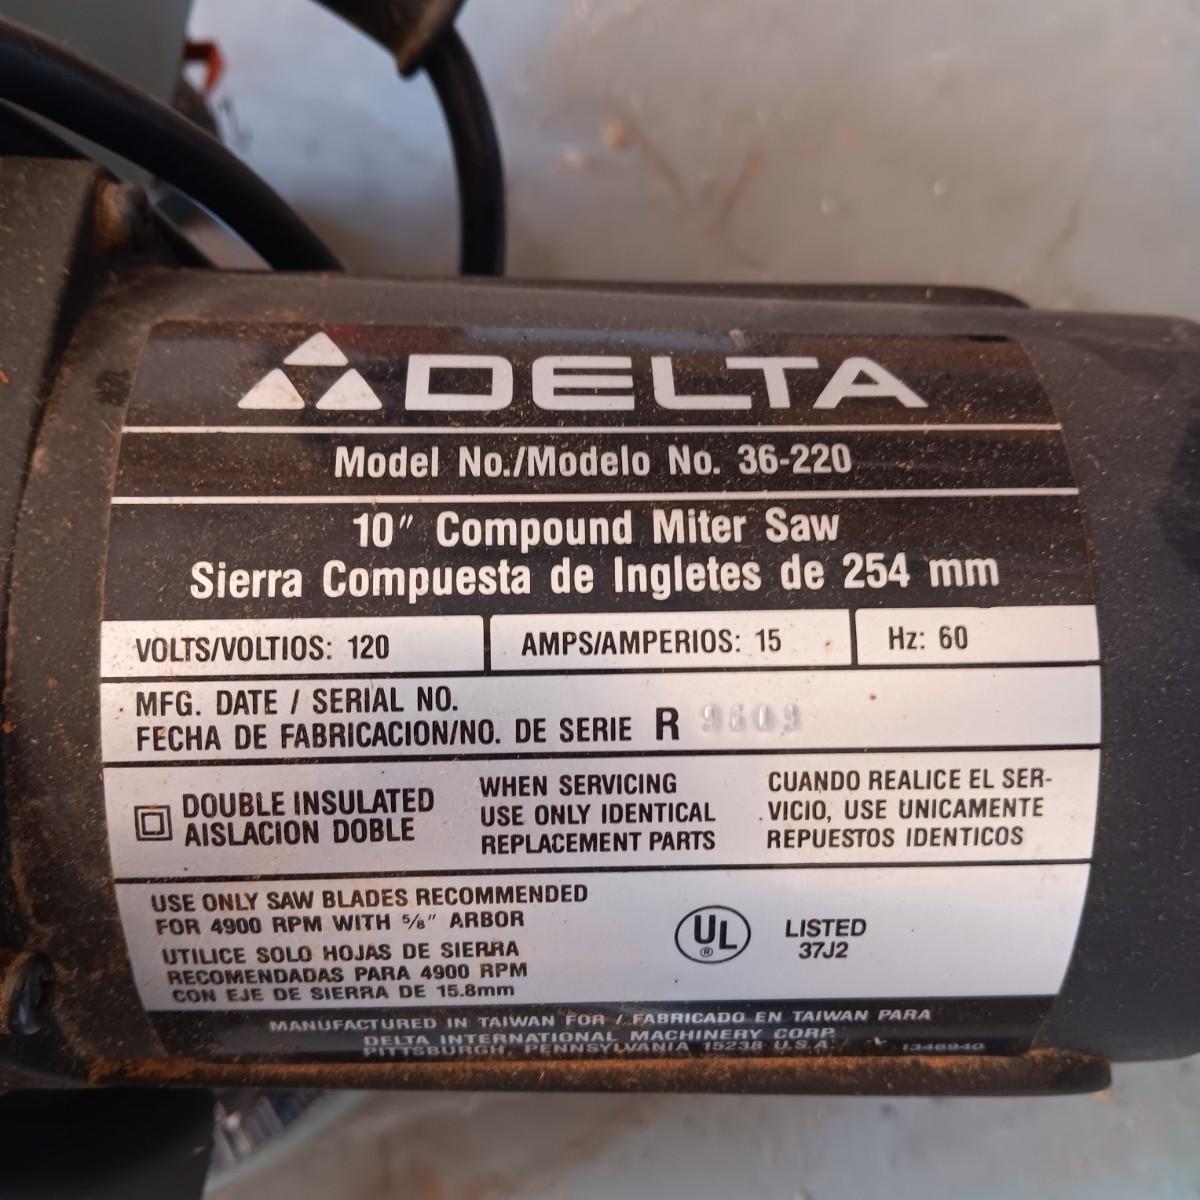 DELTA
Model No./Modelo No. 36-220
10" Compound Miter Saw
Sierra Compuesta de Ingletes de 254 mm
VOLTS/VOLTIOS: 120
AMPS/AMPERIOS: 15
Hz: 60
MFG. DATE / SERIAL NO.
FECHA DE FABRICACION/NO. DE SERIE R 9609
DOUBLE INSULATED
AISLACION DOBLE
WHEN SERVICING
USE ONLY IDENTICAL
REPLACEMENT PARTS
CUANDO REALICE EL SER-
VICIO, USE UNICAMENTE
REPUESTOS IDENTICOS
USE ONLY SAW BLADES RECOMMENDED
FOR 4900 RPM WITH 5/8" ARBOR
UTILICE SOLO HOJAS DE SIERRA
RECOMENDADAS PARA 4900 RPM
CON EJE DE SIERRA DE 15.8mm
UL ®
LISTED
37J2
MANUFACTURED IN TAIWAN FOR / FABRICADO EN TAIWAN PARA
DELTA INTERNATIONAL MACHINERY CORP.
PITTSBURGH, PENNSYLVANIA 15238 U.S.A.
1346940